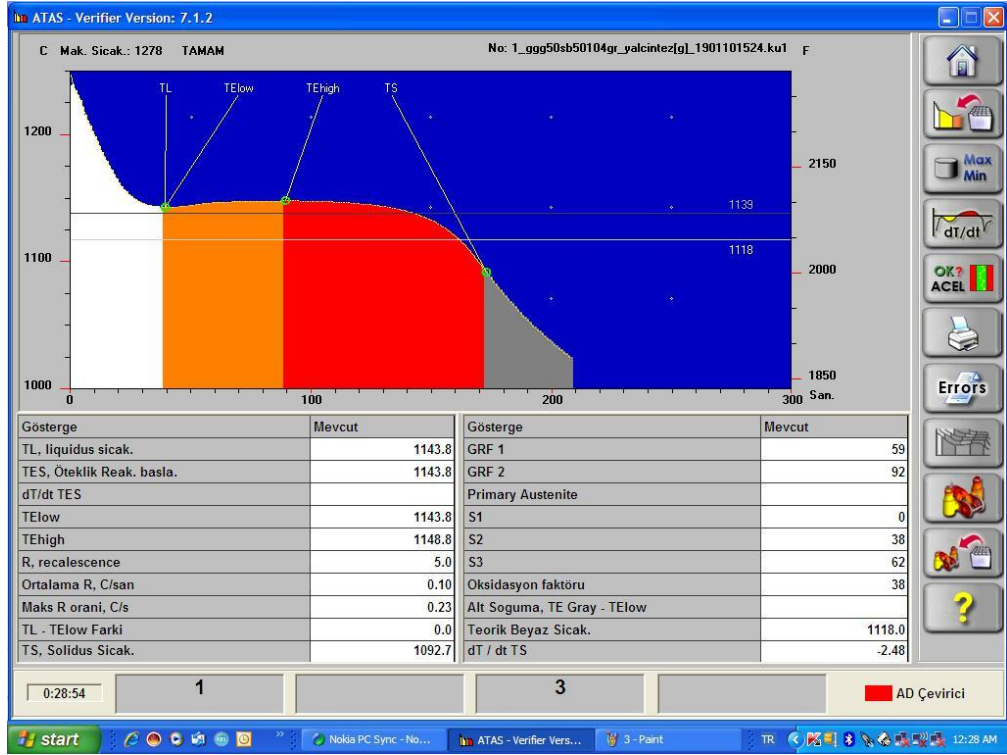 ATAS - Verifier Version: 7.1.2
C Mak. Sicak.: 1278 TAMAM No: 1_ggg50sb50104gr_yalcintez[g]_1901101524.ku1 F
TL TElow TEhigh TS
1200
2150
1139
1118
1100
2000
1000
1850
0 100 200 300 San.
Max
Min
dT/dt
OK?
ACEL
Errors
?
Gösterge Mevcut Gösterge Mevcut
TL, liquidus sicak. 1143.8 GRF 1 59
TES, Öteklik Reak. basla. 1143.8 GRF 2 92
dT/dt TES Primary Austenite
TElow 1143.8 S1 0
TEhigh 1148.8 S2 38
R, recalescence 5.0 S3 62
Ortalama R, C/san 0.10 Oksidasyon faktöru 38
Maks R orani, C/s 0.23 Alt Soguma, TE Gray - TElow
TL - TElow Farki 0.0 Teorik Beyaz Sicak. 1118.0
TS, Solidus Sicak. 1092.7 dT / dt TS -2.48
0:28:54 1 3 AD Çevirici
start Nokia PC Sync - No... ATAS - Verifier Vers... 3 - Paint TR 12:28 AM